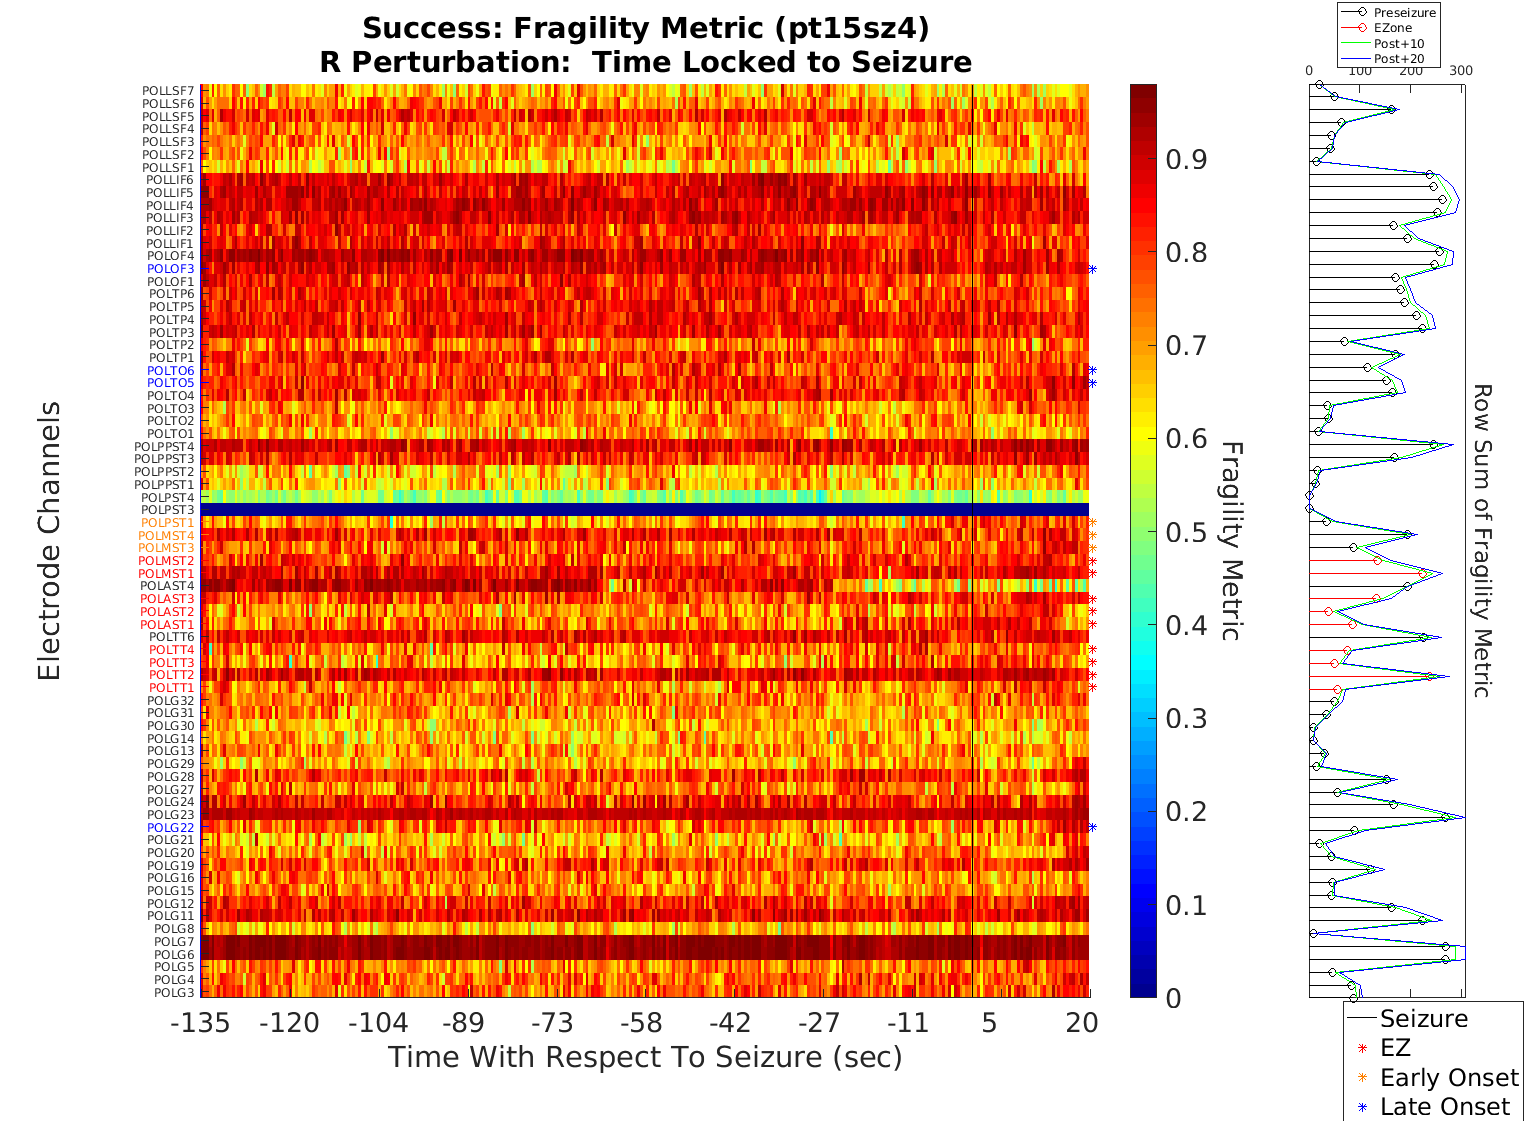 Success: Fragility Metric (pt15sz4)
R Perturbation:  Time Locked to Seizure
Preseizure
EZone
Post+10
Post+20
0 100 200 300
Electrode Channels
POLLSF7
POLLSF6
POLLSF5
POLLSF4
POLLSF3
POLLSF2
POLLSF1
POLLIF6
POLLIF5
POLLIF4
POLLIF3
POLLIF2
POLLIF1
POLOF4
POLOF3
POLOF1
POLTP6
POLTP5
POLTP4
POLTP3
POLTP2
POLTP1
POLTO6
POLTO5
POLTO4
POLTO3
POLTO2
POLTO1
POLPPST4
POLPPST3
POLPPST2
POLPPST1
POLPST4
POLPST3
POLPST1
POLMST4
POLMST3
POLMST2
POLMST1
POLAST4
POLAST3
POLAST2
POLAST1
POLTT6
POLTT4
POLTT3
POLTT2
POLTT1
POLG32
POLG31
POLG30
POLG14
POLG13
POLG29
POLG28
POLG27
POLG24
POLG23
POLG22
POLG21
POLG20
POLG19
POLG16
POLG15
POLG12
POLG11
POLG8
POLG7
POLG6
POLG5
POLG4
POLG3
-135 -120 -104 -89 -73 -58 -42 -27 -11 5 20
Time With Respect To Seizure (sec)
0.9
0.8
0.7
0.6
0.5
0.4
0.3
0.2
0.1
0
Fragility Metric
Row Sum of Fragility Metric
Seizure
EZ
Early Onset
Late Onset